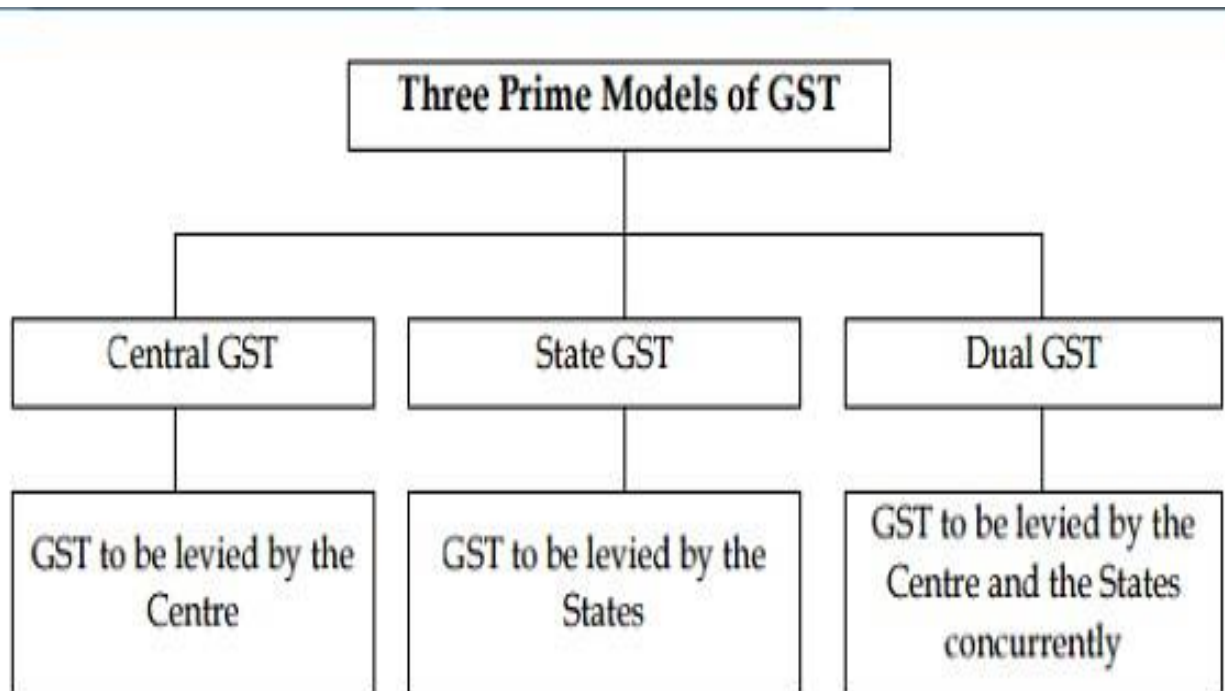 Three Prime Models of GST
Central GST
State GST
Dual GST
GST to be levied by the
Centre
GST to be levied by the
States
GST to be levied by the
Centre and the States
concurrently